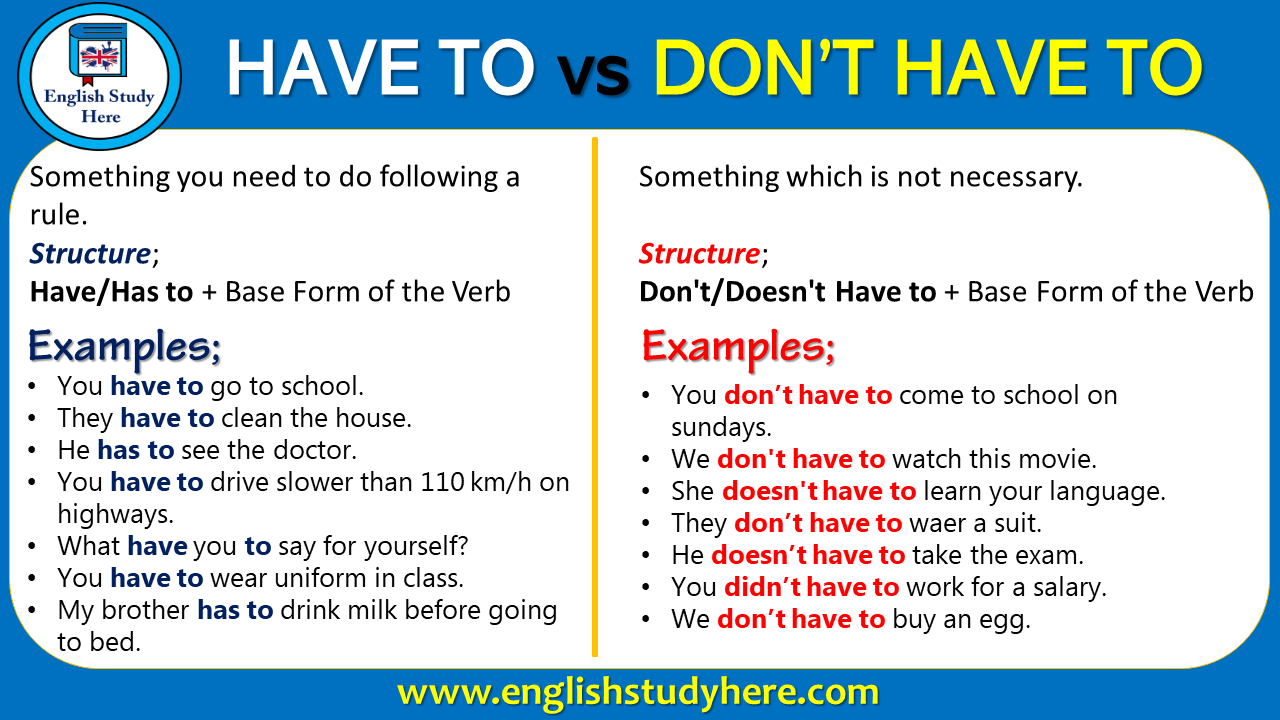 English Study
Here
HAVE TO vs DON’T HAVE TO
Something you need to do following a
rule.
Structure;
Have/Has to + Base Form of the Verb
Examples;
• You have to go to school.
• They have to clean the house.
• He has to see the doctor.
• You have to drive slower than 110 km/h on
highways.
• What have you to say for yourself?
• You have to wear uniform in class.
• My brother has to drink milk before going
to bed.
Something which is not necessary.
Structure;
Don't/Doesn't Have to + Base Form of the Verb
Examples;
• You don’t have to come to school on
sundays.
• We don't have to watch this movie.
• She doesn't have to learn your language.
• They don’t have to waer a suit.
• He doesn’t have to take the exam.
• You didn’t have to work for a salary.
• We don’t have to buy an egg.
www.englishstudyhere.com